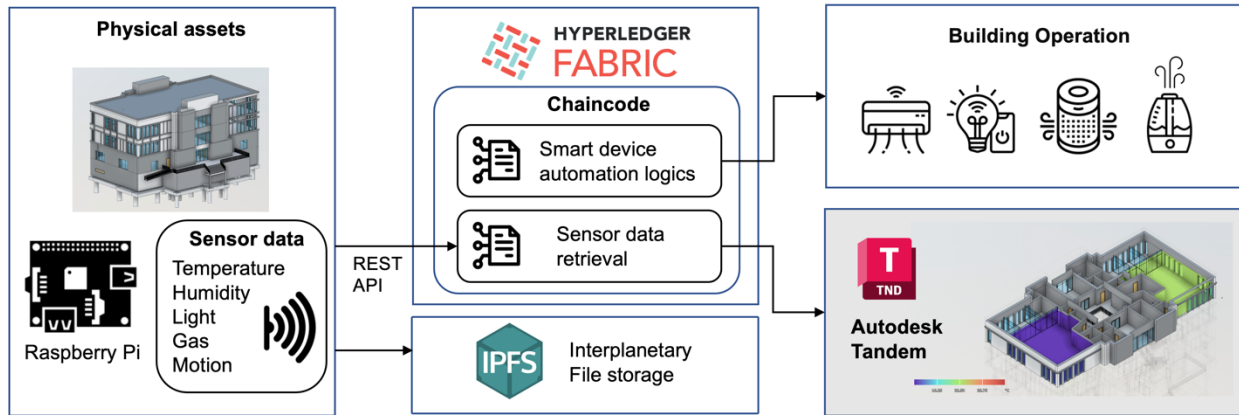 Physical assets
Raspberry Pi
Sensor data
Temperature
Humidity
Light
Gas
Motion
REST
API
HYPERLEDGER
FABRIC
Chaincode
Smart device
automation logics
Sensor data
retrieval
IPFS
Interplanetary
File storage
Building Operation
T
TND
Autodesk
Tandem